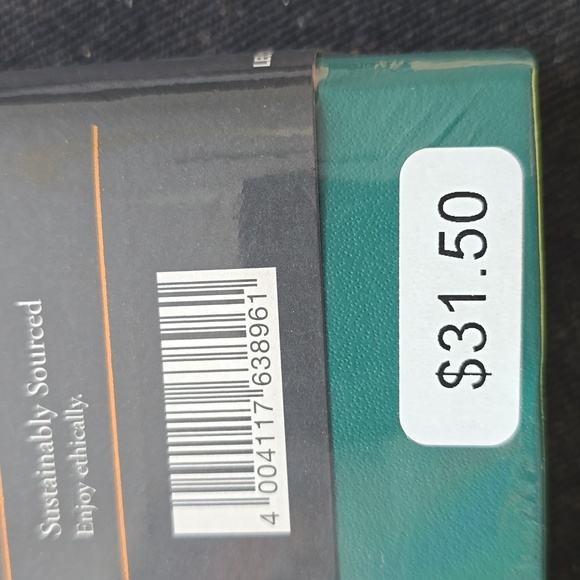 Sustainably Sourced
Enjoy ethically.
4 004117 638961
$31.50